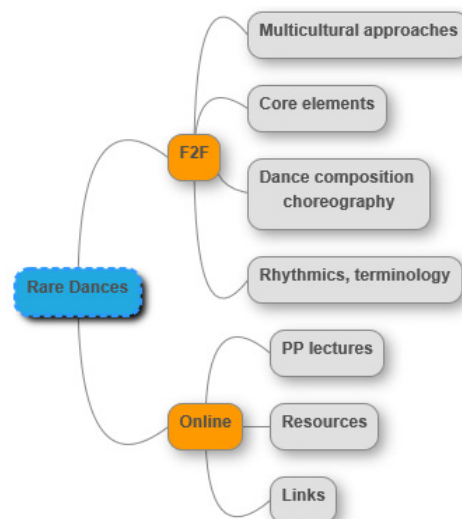 Multicultural approaches
Core elements
F2F
Dance composition
choreography
Rhythmics, terminology
Rare Dances
PP lectures
Online
Resources
Links